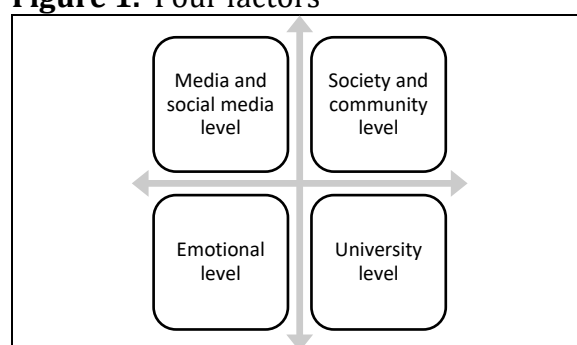 Figure 1. Four factors
Media and
social media
level
Society and
community
level
Emotional
level
University
level